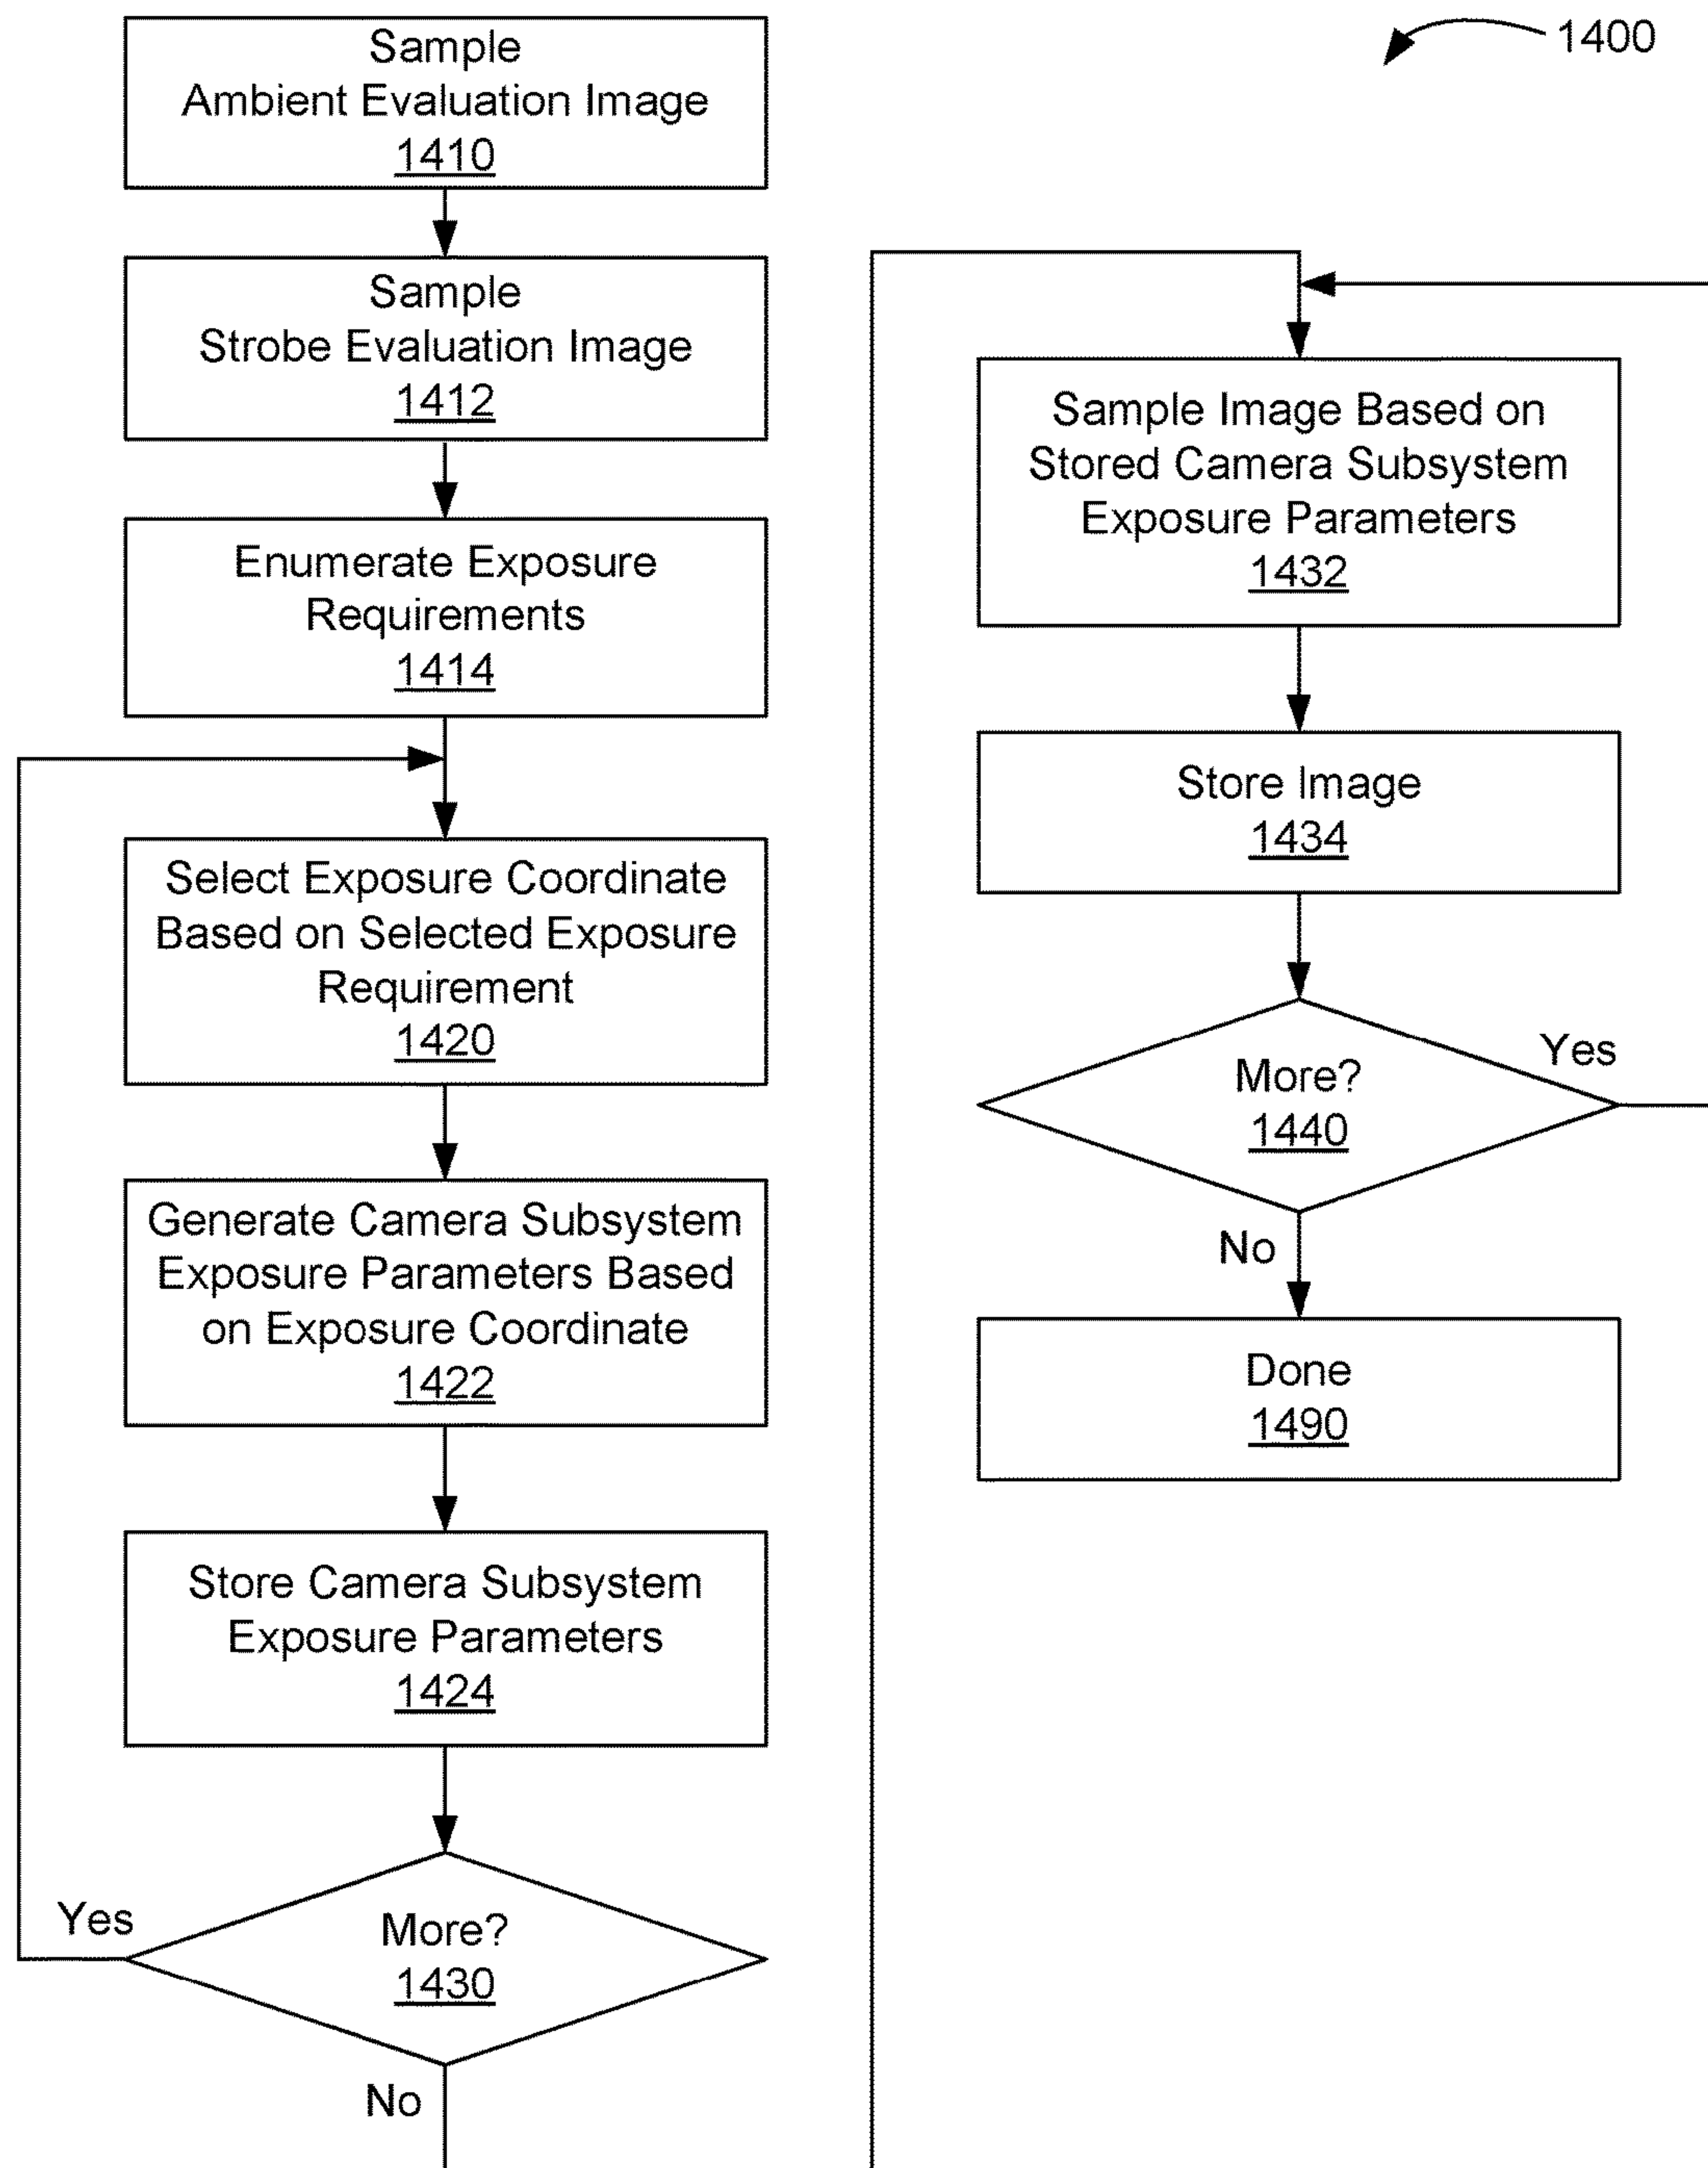 1400
Sample
Ambient Evaluation Image
1410
Sample
Strobe Evaluation Image
1412
Enumerate Exposure
Requirements
1414
Select Exposure Coordinate
Based on Selected Exposure
Requirement
1420
Generate Camera Subsystem
Exposure Parameters Based
on Exposure Coordinate
1422
Store Camera Subsystem
Exposure Parameters
1424
Yes
More?
1430
No
Sample Image Based on
Stored Camera Subsystem
Exposure Parameters
1432
Store Image
1434
Yes
More?
1440
No
Done
1490